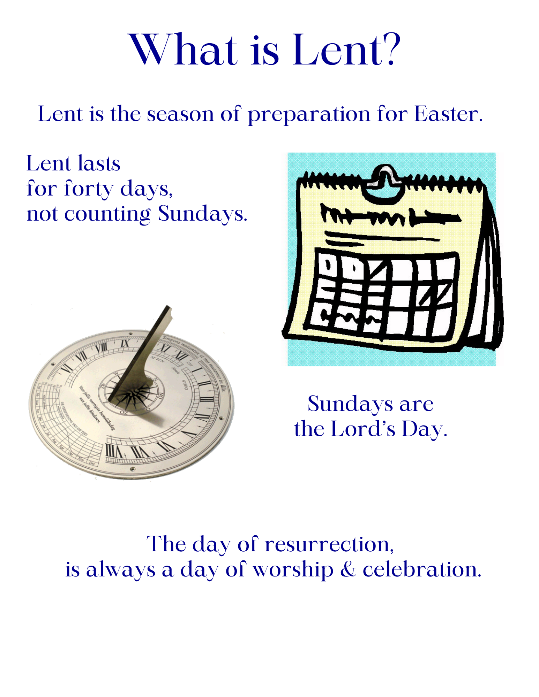 What is Lent?
Lent is the season of preparation for Easter.
Lent lasts
for forty days,
not counting Sundays.
Sundays are
the Lord's Day.
The day of resurrection,
is always a day of worship & celebration.